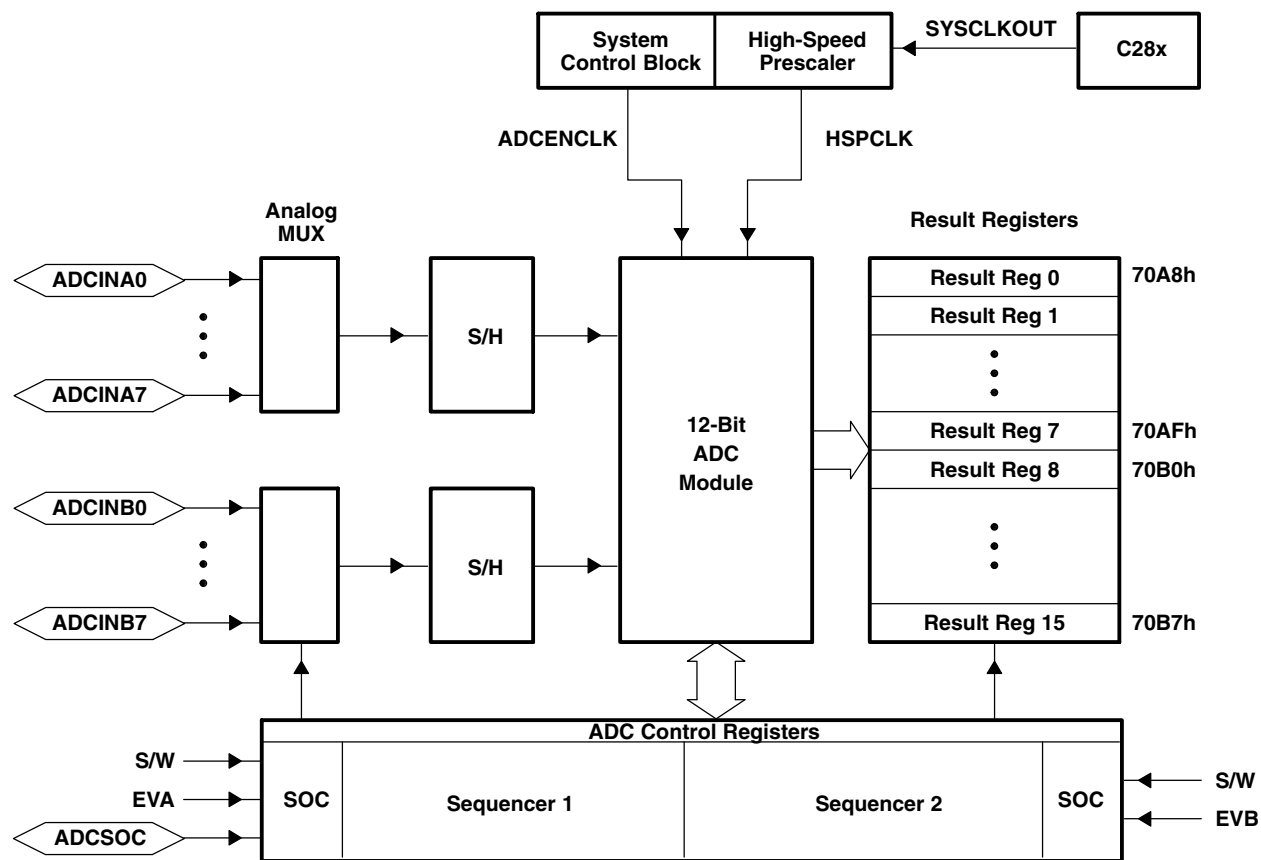 System
Control Block
High-Speed
Prescaler
SYSCLKOUT
C28x
ADCENCLK
HSPCLK
Analog
MUX
Result Registers
ADCINA0
ADCINA7
S/H
ADCINB0
ADCINB7
S/H
12-Bit
ADC
Module
Result Reg 0
70A8h
Result Reg 1
Result Reg 7
70AFh
Result Reg 8
70B0h
Result Reg 15
70B7h
ADC Control Registers
S/W
EVA
ADCSOC
SOC
Sequencer 1
Sequencer 2
SOC
S/W
EVB